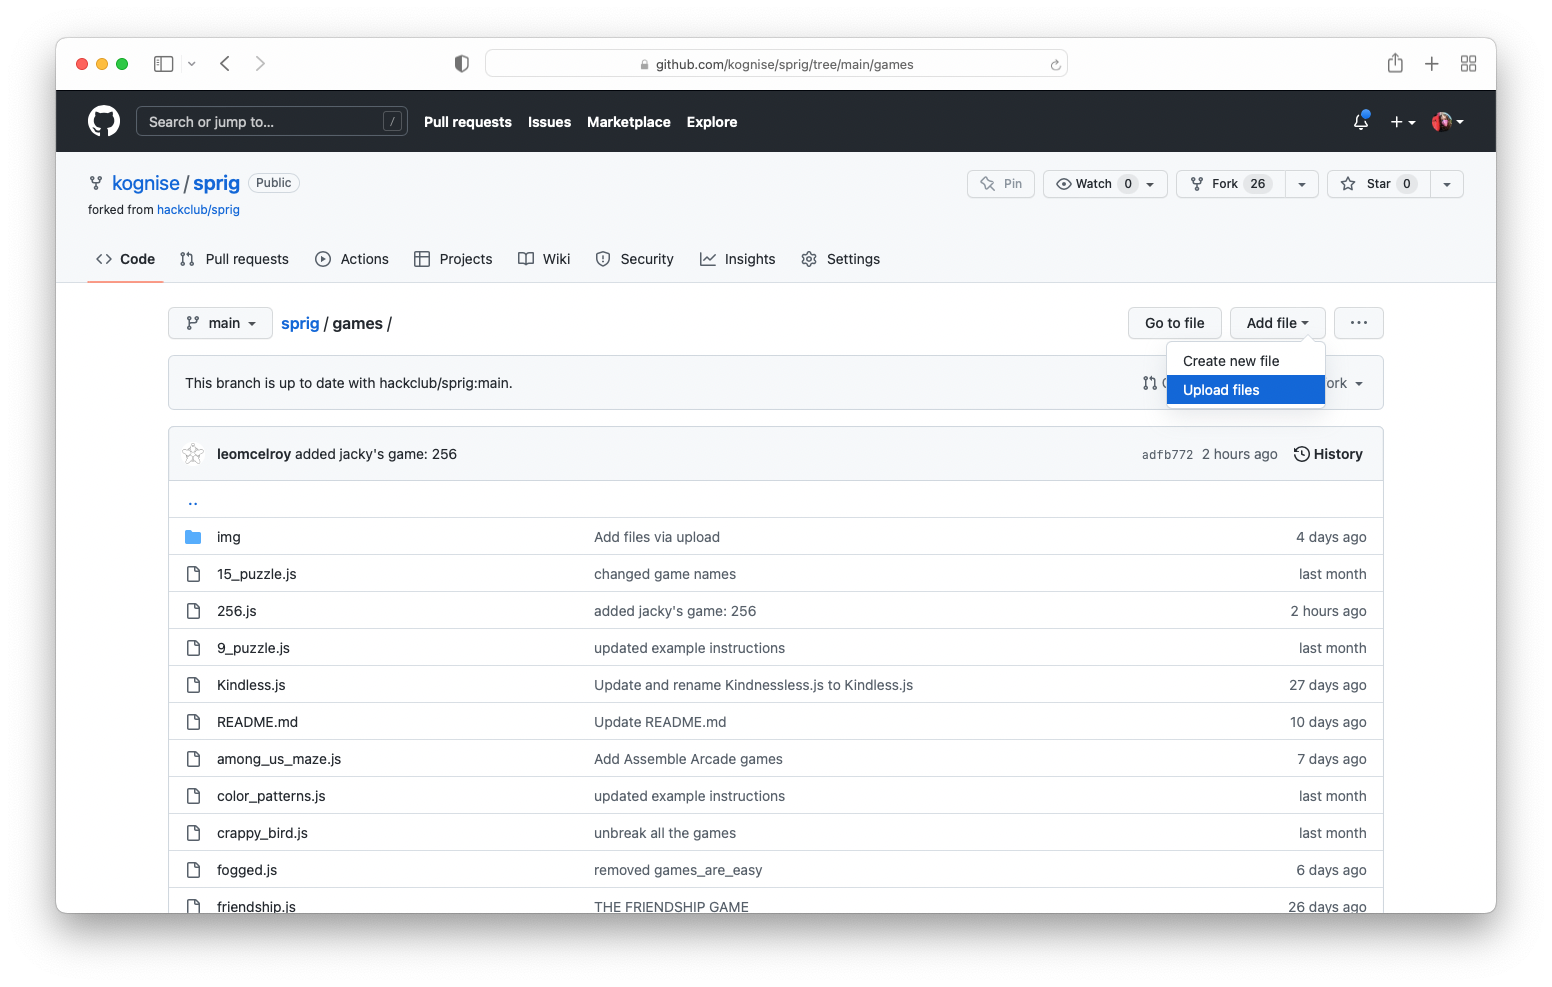 github.com/kognise/sprig/tree/main/games
Search or jump to... /
Pull requests Issues Marketplace Explore
kognise / sprig Public
Pin Watch 0 Fork 26 Star 0
forked from hackclub/sprig
Code Pull requests Actions Projects Wiki Insights Security Settings
main sprig / games / Go to file Add file ...
Create new file
This branch is up to date with hackclub/sprig:main.
Upload files
leomcelroy added jacky's game: 256 adfb772 2 hours ago History
..
img Add files via upload 4 days ago
15_puzzle.js changed game names last month
256.js added jacky's game: 256 2 hours ago
9_puzzle.js updated example instructions last month
Kindless.js Update and rename Kindnessless.js to Kindless.js 27 days ago
README.md Update README.md 10 days ago
among_us_maze.js Add Assemble Arcade games 7 days ago
color_patterns.js updated example instructions last month
crappy_bird.js unbreak all the games last month
fogged.js removed games_are_easy 6 days ago
friendship.js THE FRIENDSHIP GAME 26 days ago